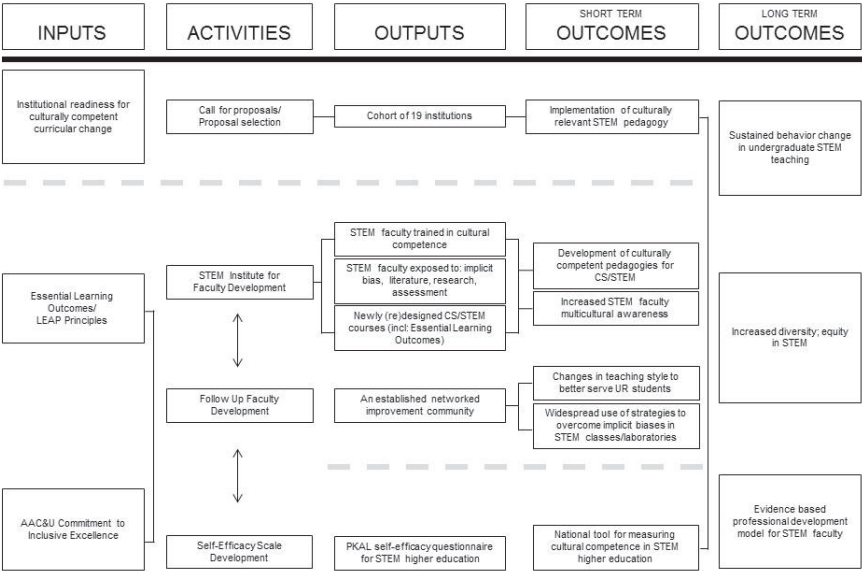 INPUTS
ACTIVITIES
OUTPUTS
SHORT TERM
OUTCOMES
LONG TERM
OUTCOMES
Institutional readiness for
culturally competent
curricular change
Call for proposals/
Proposal selection
Cohort of 19 institutions
Implementation of culturally
relevant STEM pedagogy
Sustained behavior change
in undergraduate STEM
teaching
Essential Learning
Outcomes/
LEAP Principles
STEM Institute for
Faculty Development
STEM faculty trained in cultural
competence
STEM faculty exposed to: implicit
bias, literature, research,
assessment
Newly (re)designed CS/STEM
courses (incl: Essential Learning
Outcomes)
Development of culturally
competent pedagogies for
CS/STEM
Increased STEM faculty
multicultural awareness
Increased diversity; equity
in STEM
Follow Up Faculty
Development
An established networked
improvement community
Changes in teaching style to
better serve UR students
Widespread use of strategies to
overcome implicit biases in
STEM classes/laboratories
AAC&U Commitment to
Inclusive Excellence
Self-Efficacy Scale
Development
PKAL self-efficacy questionnaire
for STEM higher education
National tool for measuring
cultural competence in STEM
higher education
Evidence based
professional development
model for STEM faculty